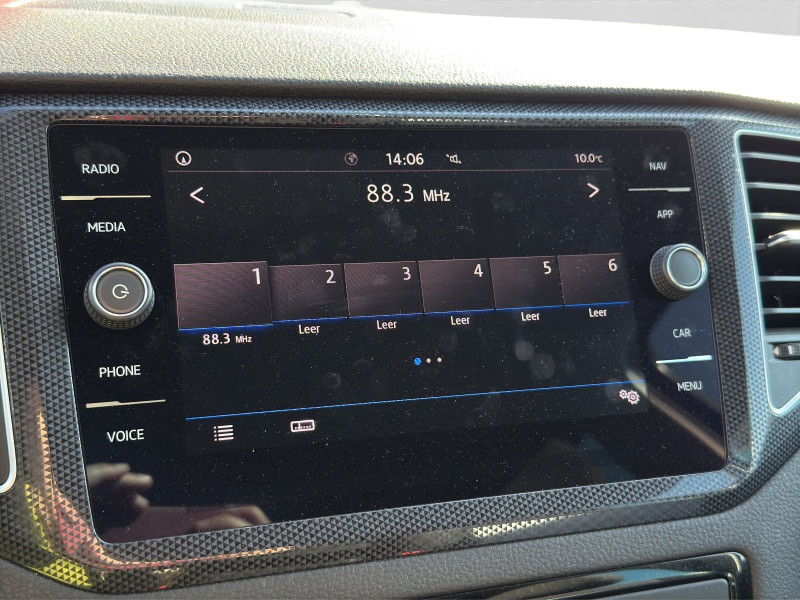 RADIO
MEDIA
PHONE
VOICE
14:06
10.0°C
88.3 MHz
1 2 3 4 5 6
88.3 MHz Leer Leer Leer Leer Leer
NAV
APP
CAR
MENU